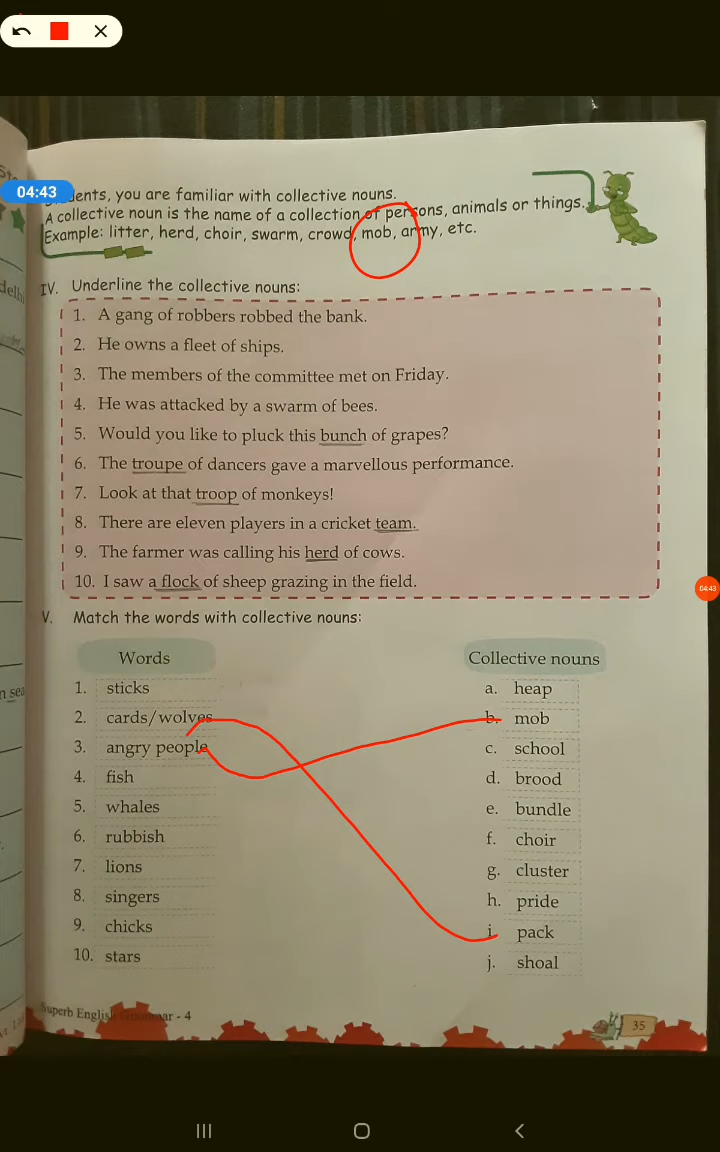 04:43
ents, you are familiar with collective nouns.
A collective noun is the name of a collection of persons, animals or things.
Example: litter, herd, choir, swarm, crowd, mob, army, etc.
IV. Underline the collective nouns:
1. A gang of robbers robbed the bank.
2. He owns a fleet of ships.
3. The members of the committee met on Friday.
4. He was attacked by a swarm of bees.
5. Would you like to pluck this bunch of grapes?
6. The troupe of dancers gave a marvellous performance.
7. Look at that troop of monkeys!
8. There are eleven players in a cricket team.
9. The farmer was calling his herd of cows.
10. I saw a flock of sheep grazing in the field.
04:43
V. Match the words with collective nouns:
Words Collective nouns
1. sticks a. heap
2. cards/wolves b. mob
3. angry people c. school
4. fish d. brood
5. whales e. bundle
6. rubbish f. choir
7. lions g. cluster
8. singers h. pride
9. chicks i. pack
10. stars j. shoal
Superb English Grammar - 4
35